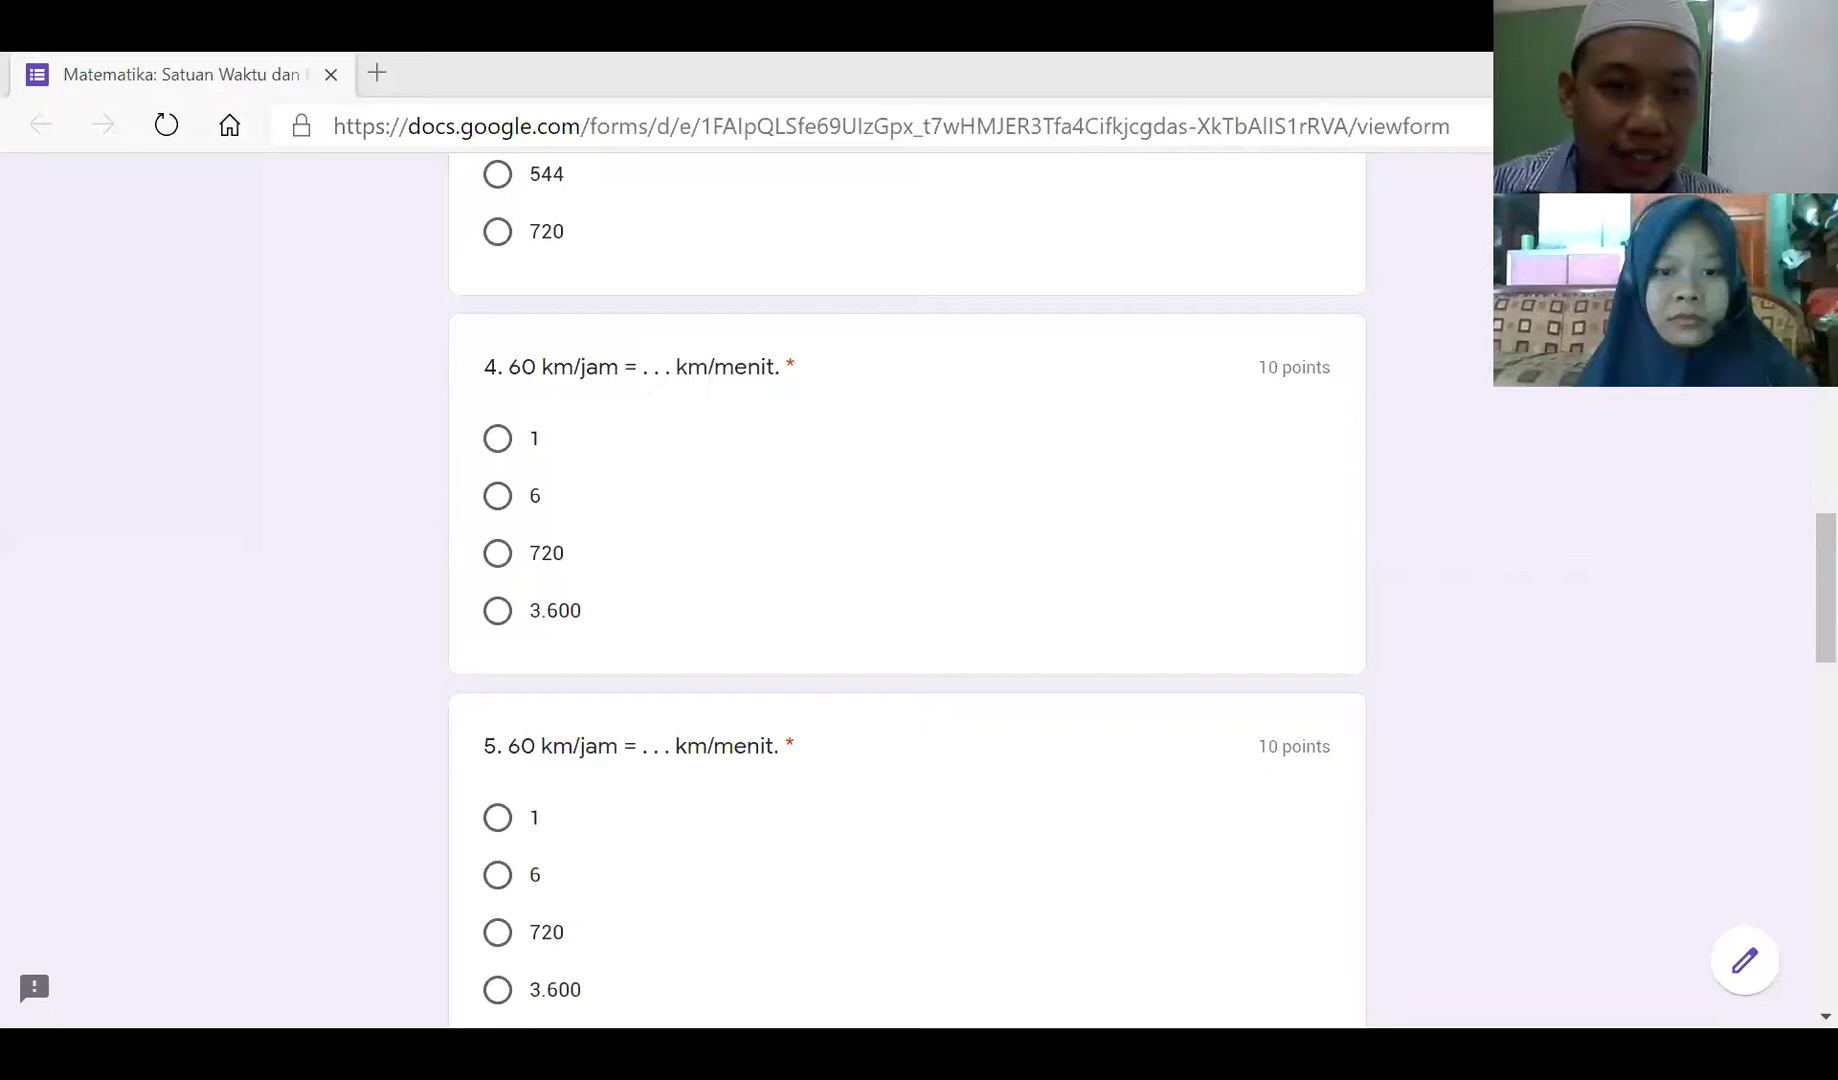 Matematika: Satuan Waktu dan
https://docs.google.com/forms/d/e/1FAIpQLSfe69UIzGpx_t7wHMJER3Tfa4Cifkjcgdas-XkTbAlIS1rRVA/viewform
544
720
4. 60 km/jam = . . . km/menit. *
10 points
1
6
720
3.600
5. 60 km/jam = . . . km/menit. *
10 points
1
6
720
3.600